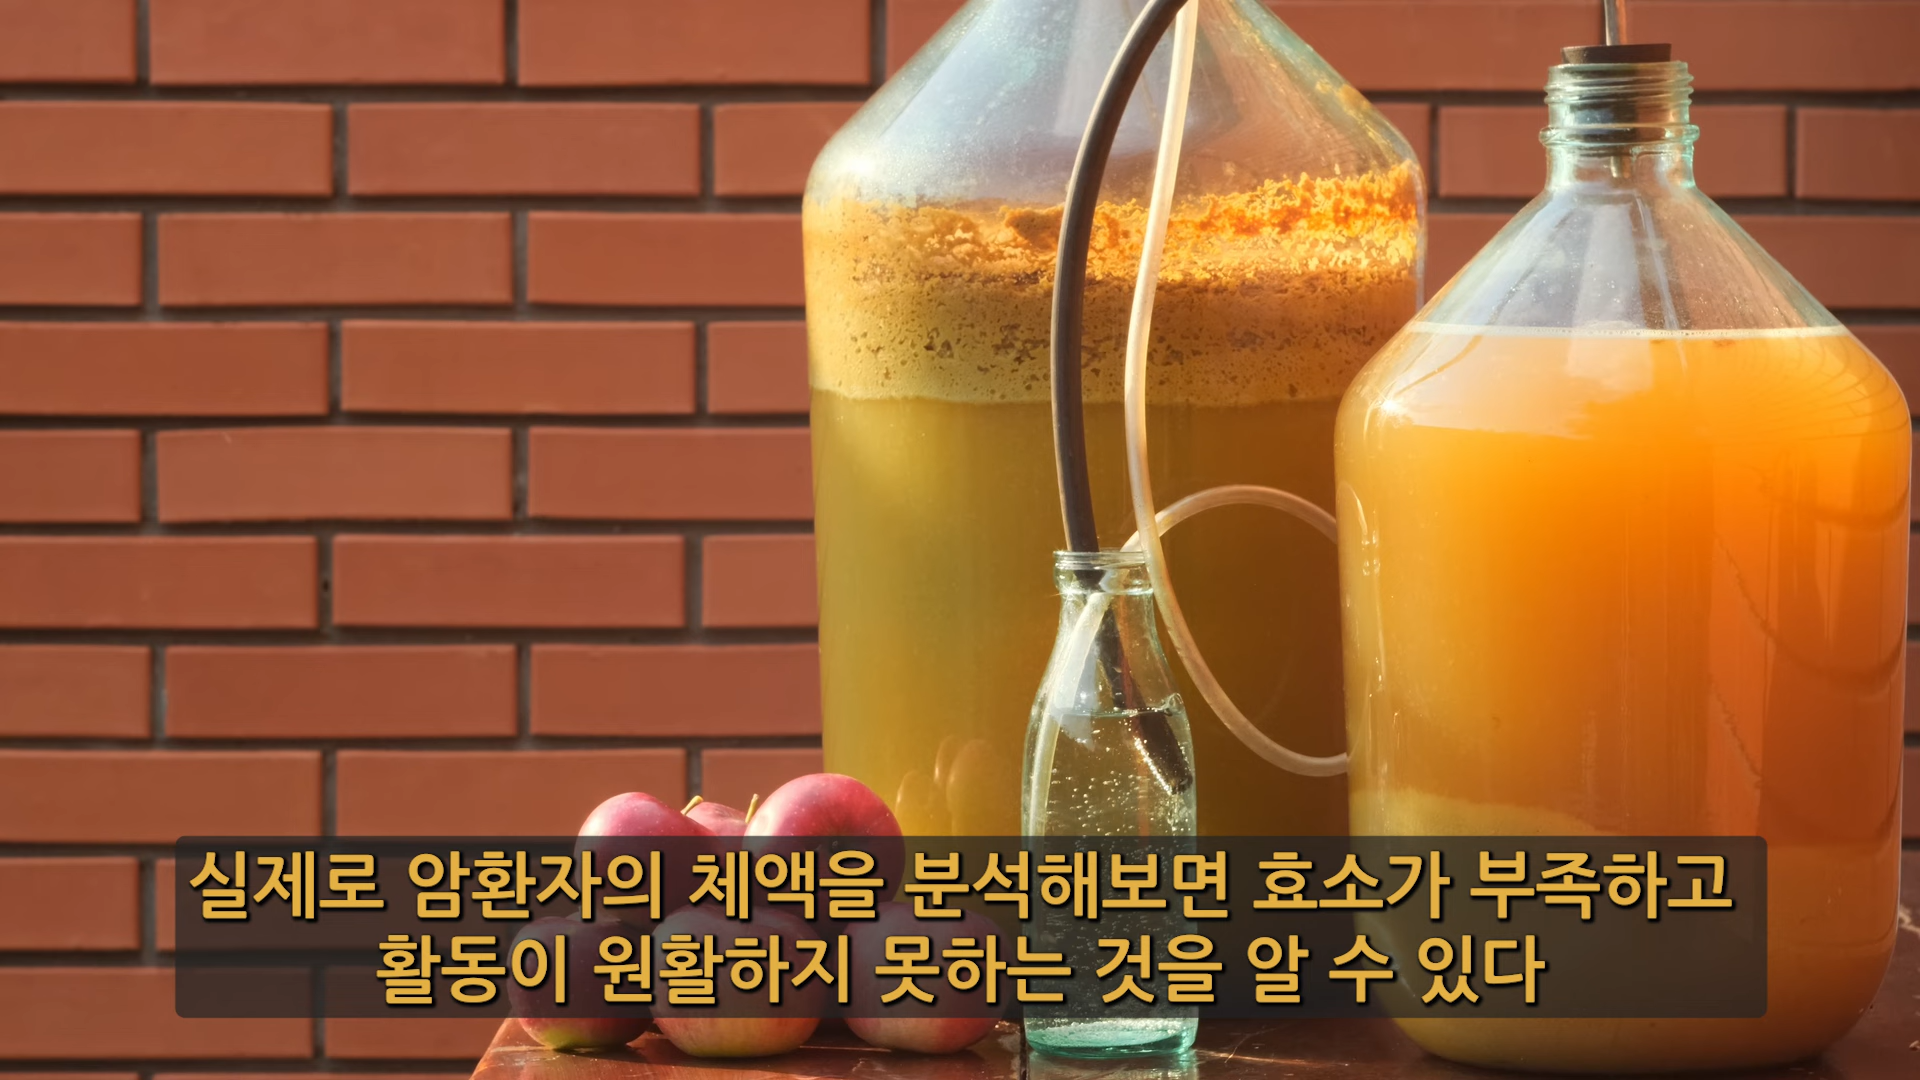 실제로 암환자의 체액을 분석해보면 효소가 부족하고
활동이 원활하지 못하는 것을 알 수 있다